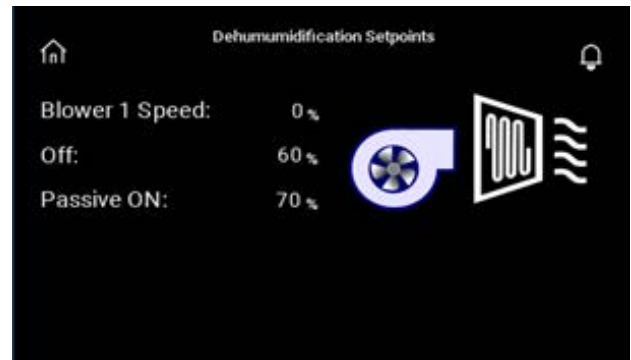 Dehumumidification Setpoints
Blower 1 Speed: 0 %
Off: 60 %
Passive ON: 70 %